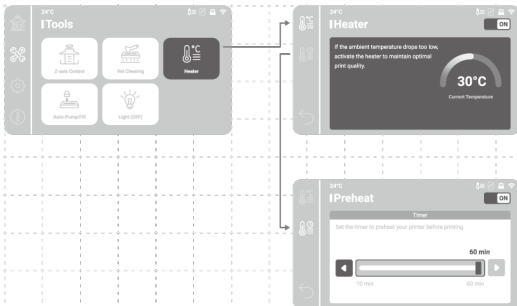 24°C
Tools
Z-axis Control
Vat Cleaning
°C
Heater
Auto-Pump/Fill
Light (OFF)
24°C
Heater
ON
If the ambient temperature drops too low,
activate the heater to maintain optimal
print quality.
30°C
Current Temperature
24°C
Preheat
ON
Timer
Set the timer to preheat your printer before printing.
60 min
10 min
60 min